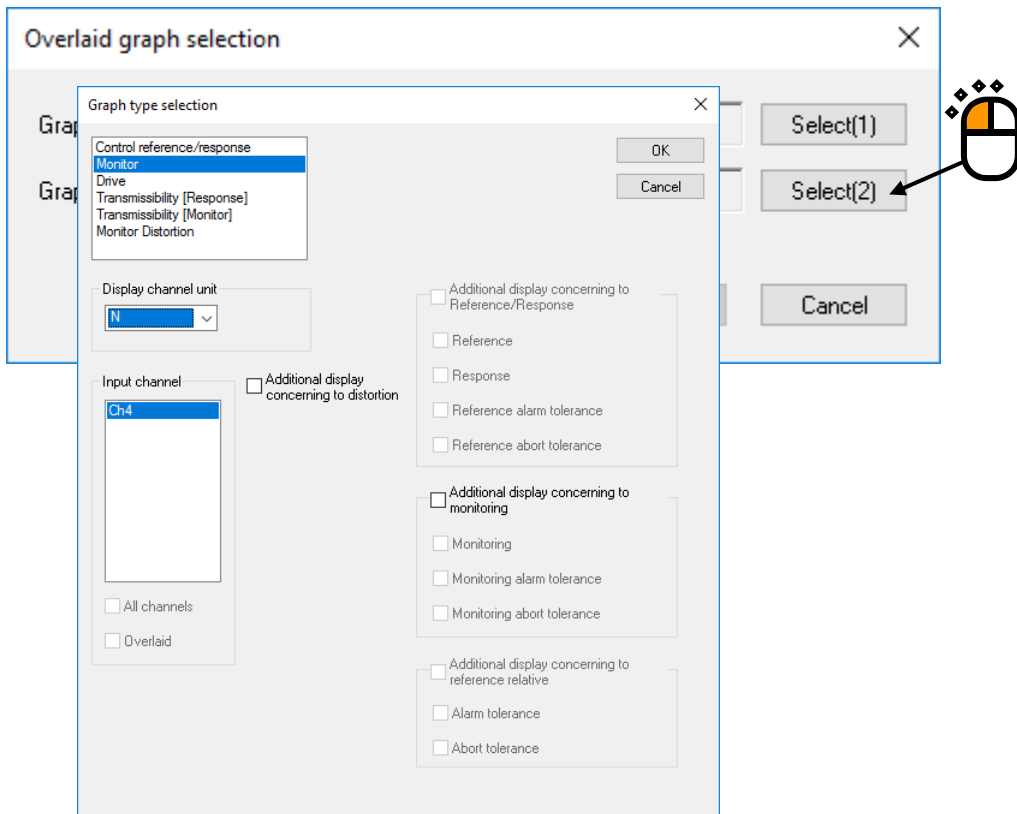 Overlaid graph selection
Graph type selection
Select(1)
Select(2)
Cancel
Control reference/response
Monitor
Drive
Transmissibility [Response]
Transmissibility [Monitor]
Monitor Distortion
OK
Cancel
Display channel unit
N
Input channel
Ch4
All channels
Overlaid
Additional display
concerning to distortion
Additional display concerning to
Reference/Response
Reference
Response
Reference alarm tolerance
Reference abort tolerance
Additional display concerning to
monitoring
Monitoring
Monitoring alarm tolerance
Monitoring abort tolerance
Additional display concerning to
reference relative
Alarm tolerance
Abort tolerance